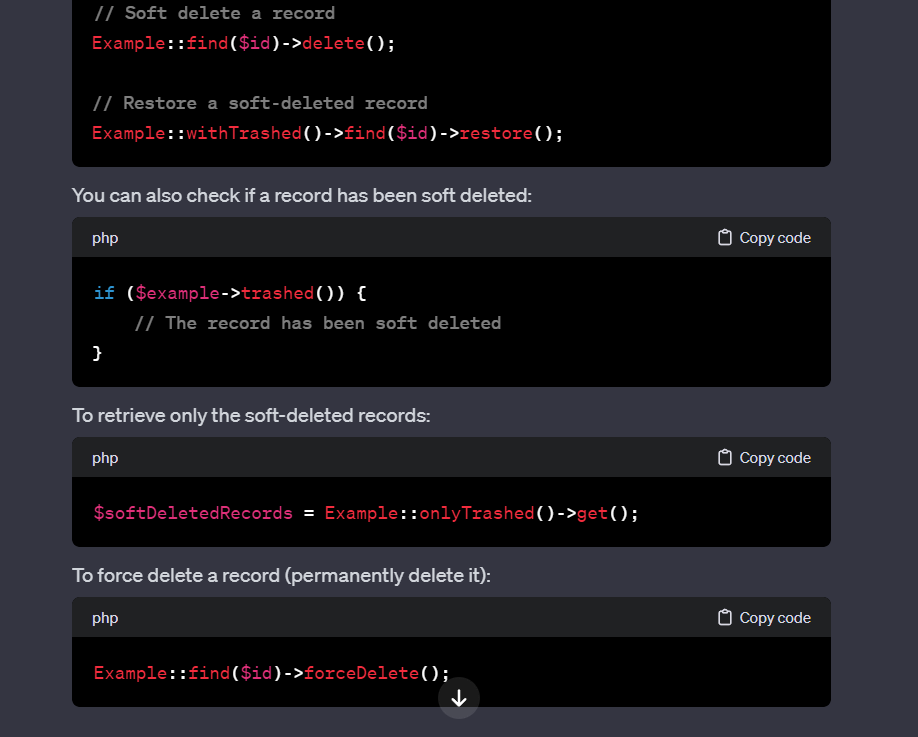 // Soft delete a record
Example::find($id)->delete();
// Restore a soft-deleted record
Example::withTrashed()->find($id)->restore();
You can also check if a record has been soft deleted:
php
Copy code
if ($example->trashed()) {
// The record has been soft deleted
}
To retrieve only the soft-deleted records:
php
Copy code
$softDeletedRecords = Example::onlyTrashed()->get();
To force delete a record (permanently delete it):
php
Copy code
Example::find($id)->forceDelete();